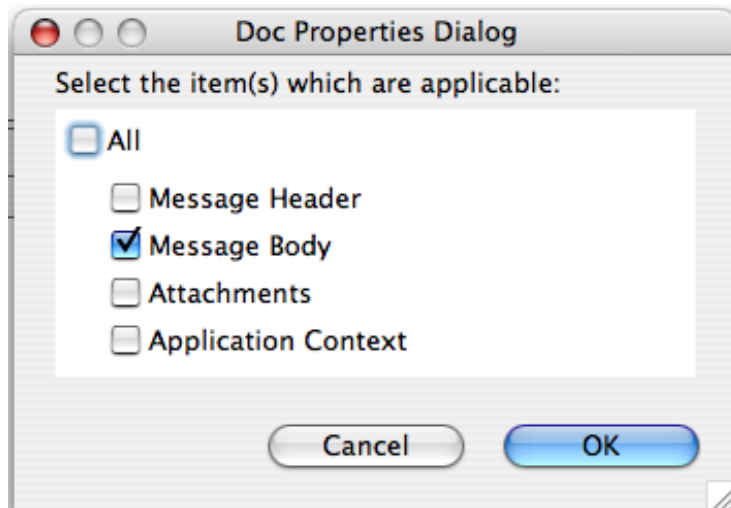 Doc Properties Dialog
Select the item(s) which are applicable:
All
Message Header
Message Body
Attachments
Application Context
Cancel OK